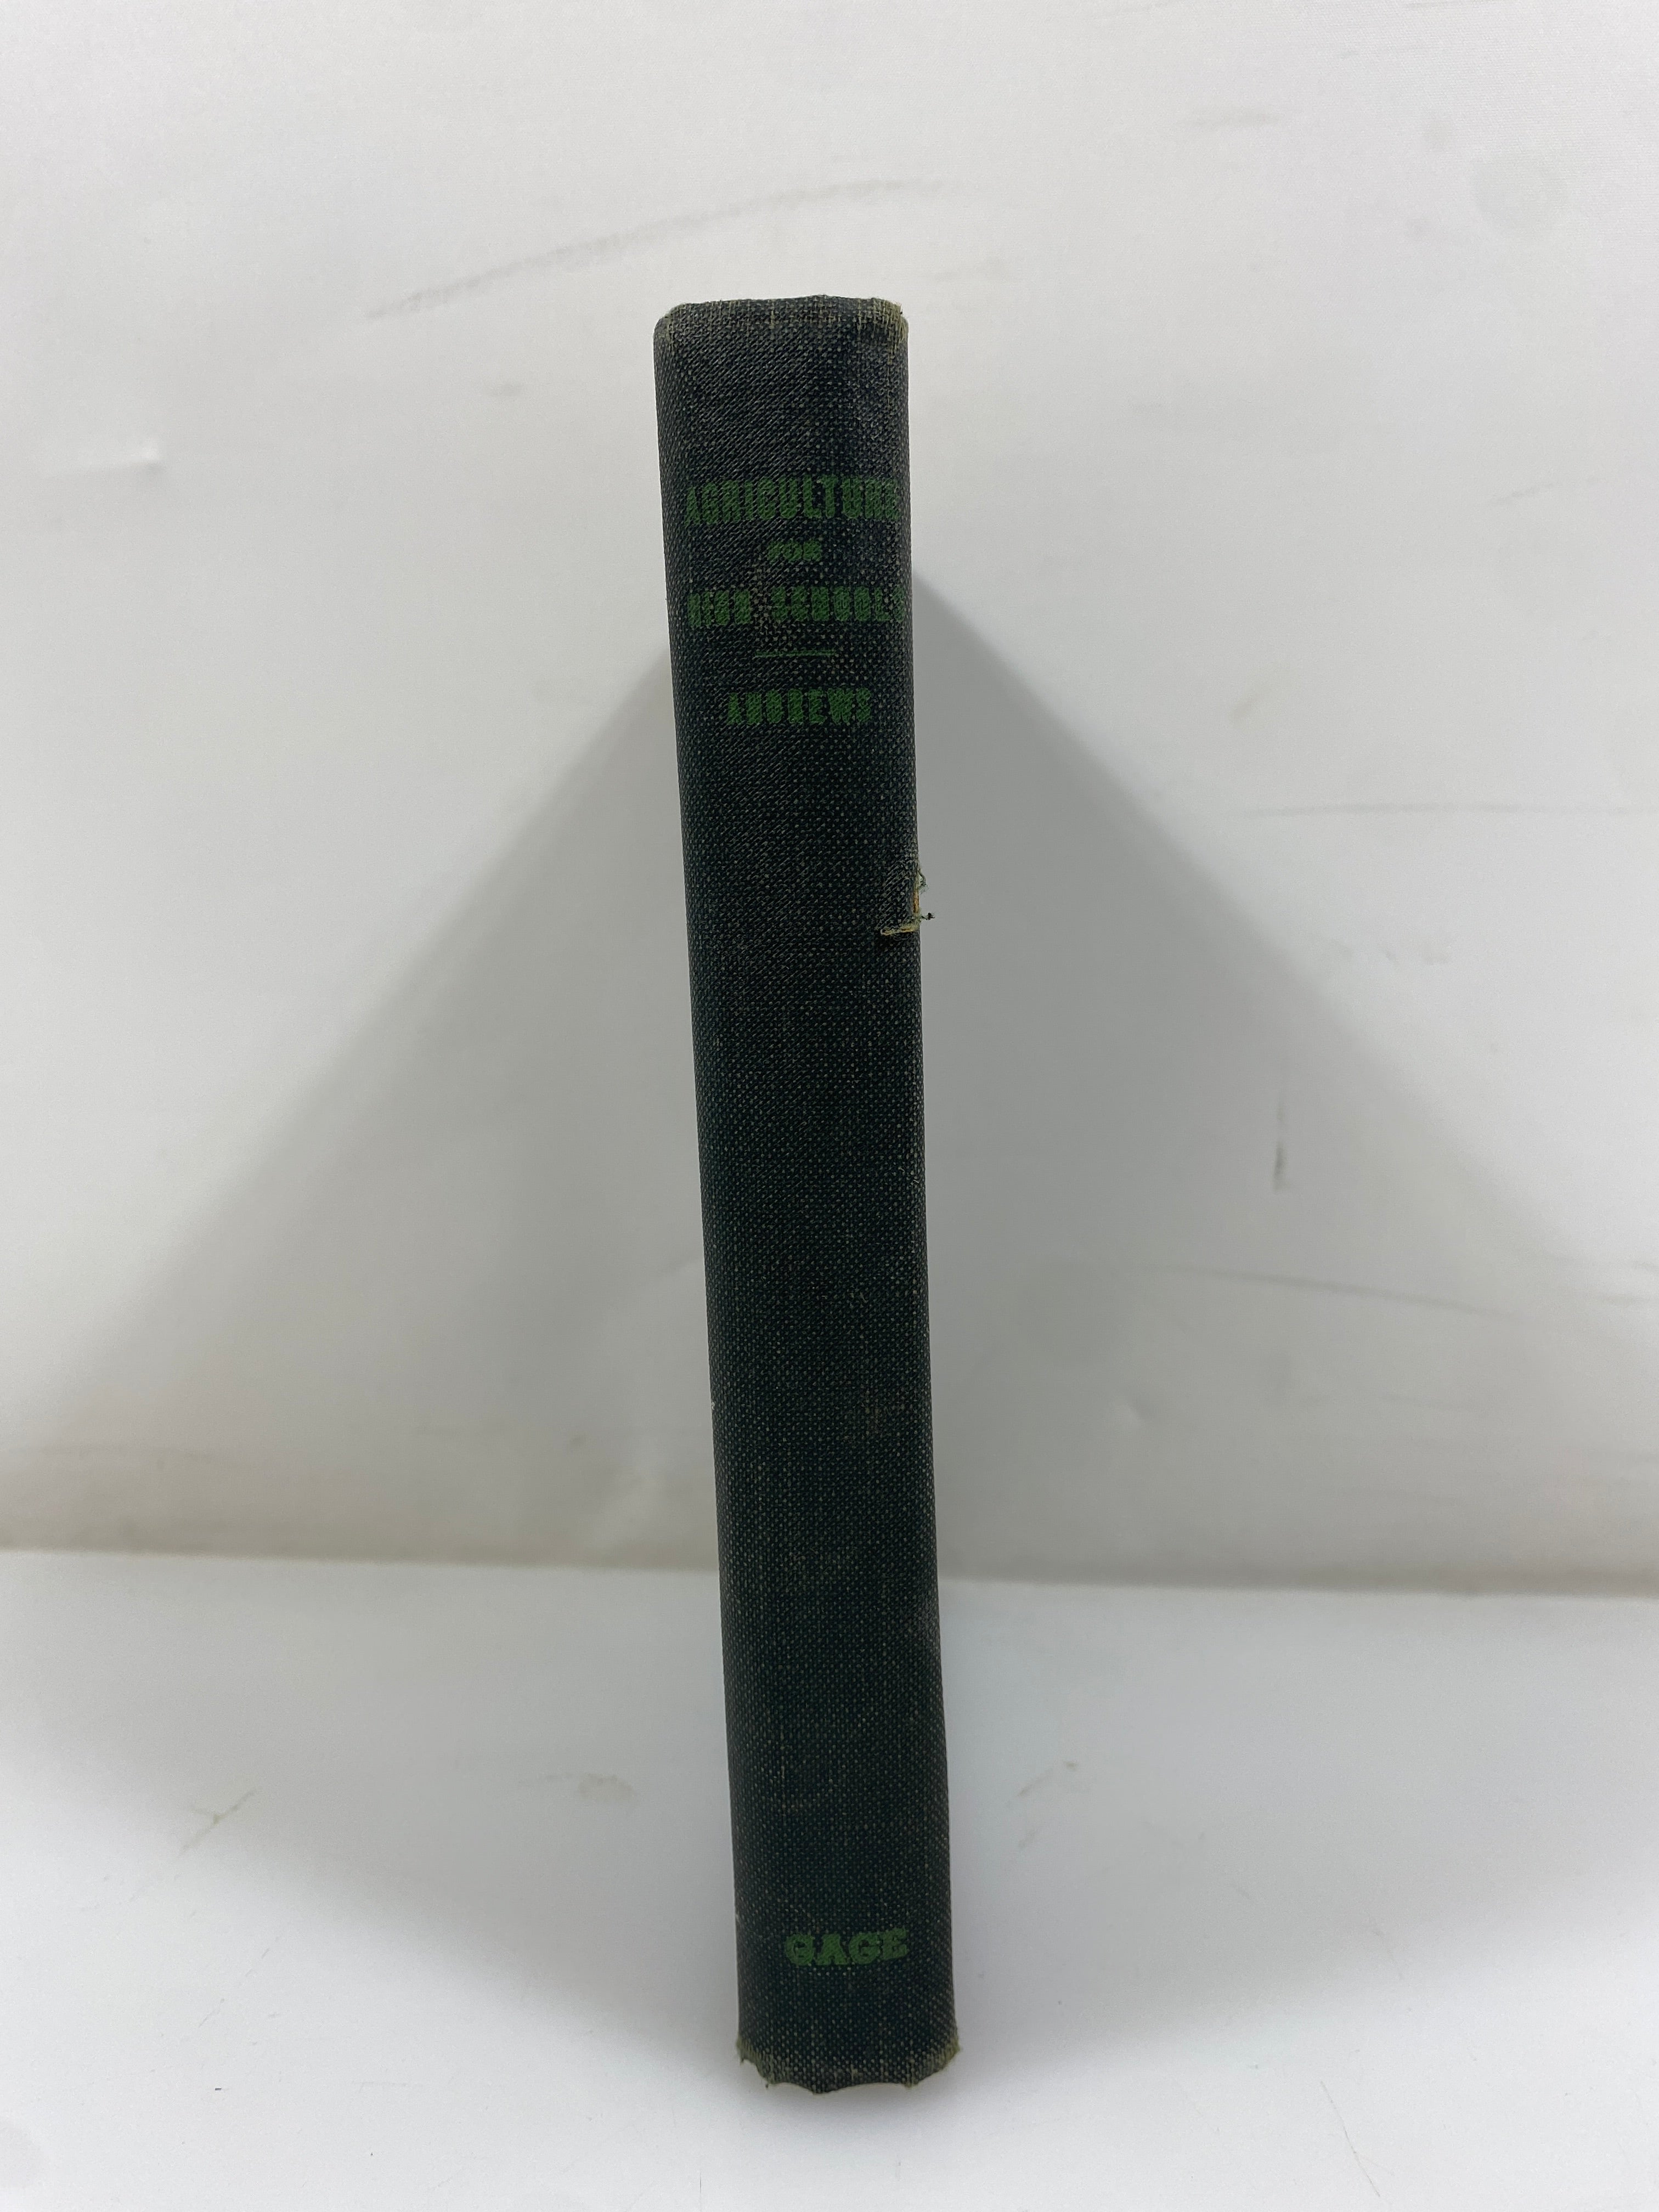 AGRICULTURE
FOR
HIGH SCHOOLS
ANDREWS
GAGE